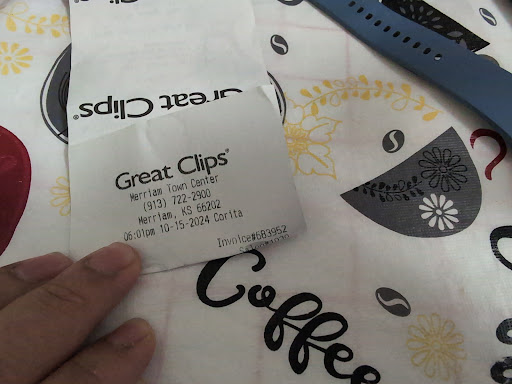 Great Clips®
Great Clips®
Merriam Town Center
(913) 722-2900
Merriam, KS 66202
06:01pm 10-15-2024 Corita
Invoice#6B3952
Coffee